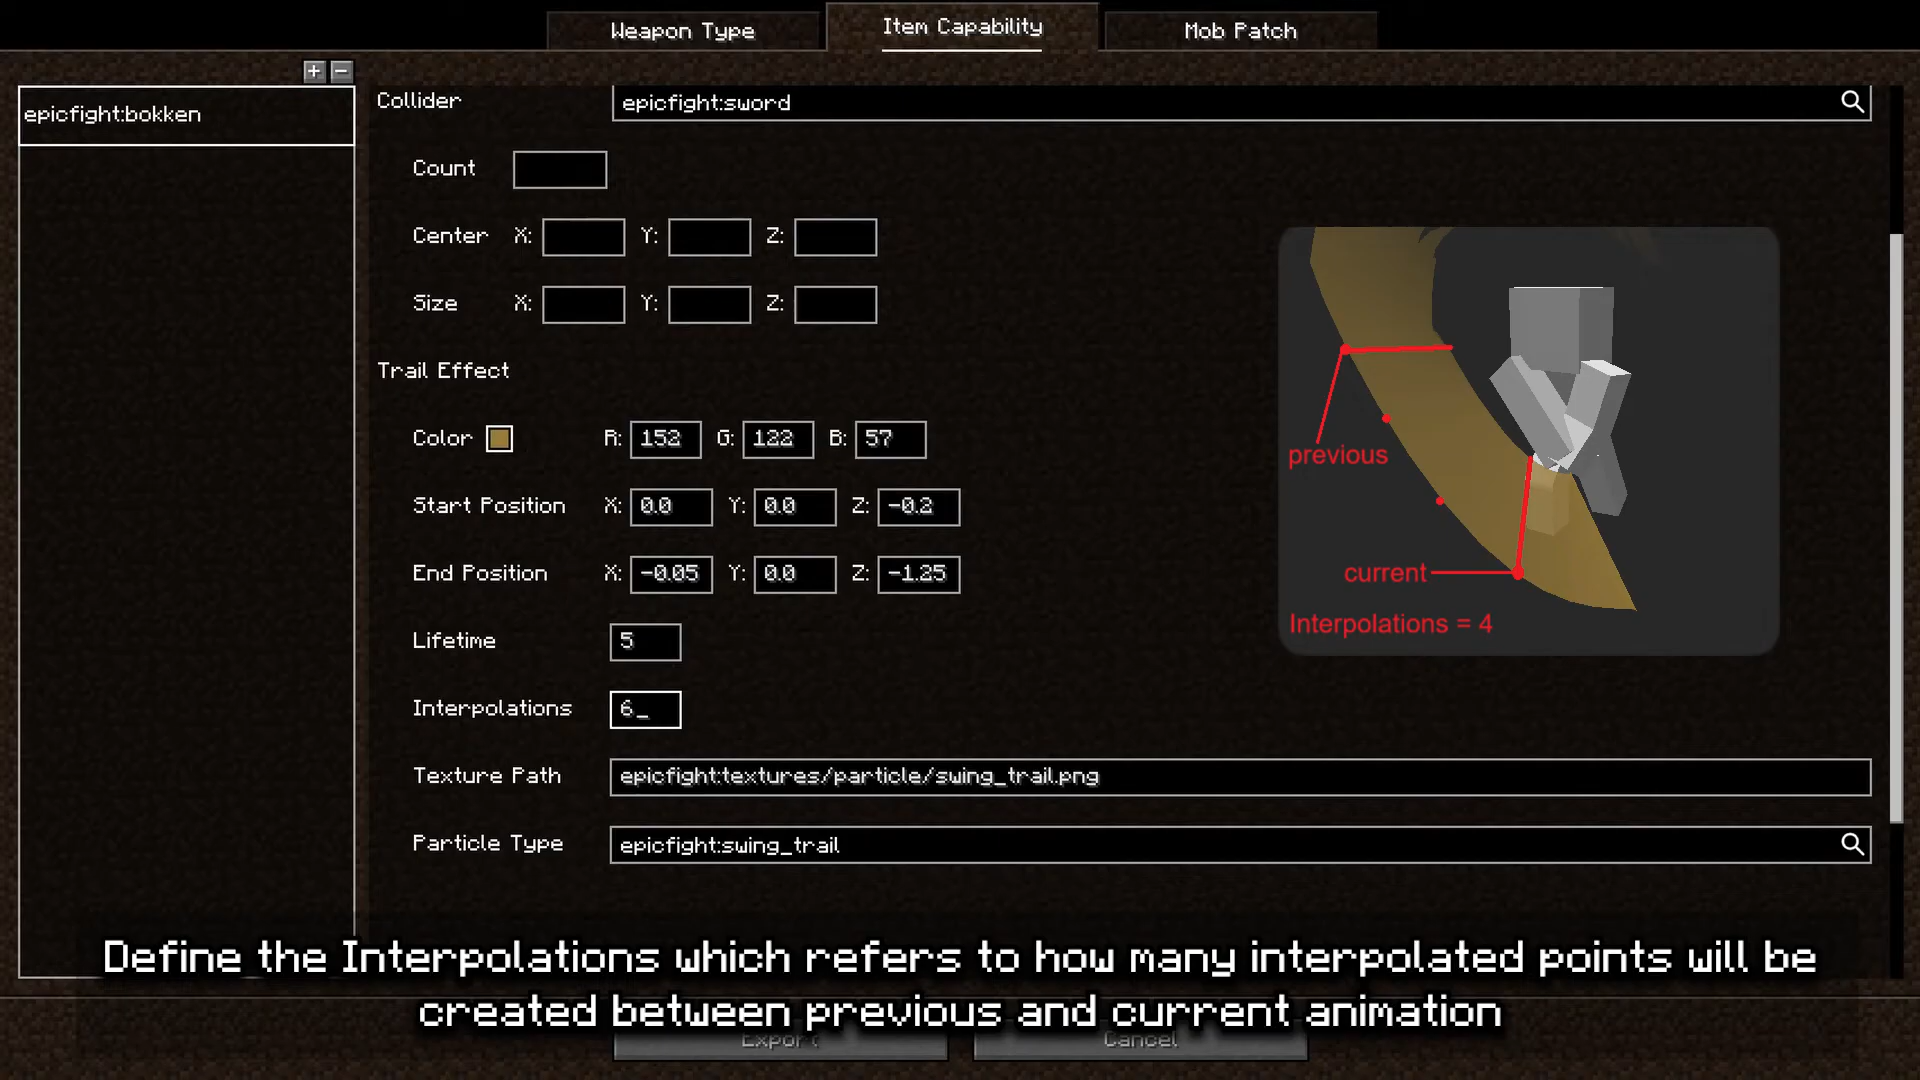 Weapon Type
Item Capability
Mob Patch
+ -
epicfight:bokken
Collider epicfight:sword
Count
Center X: Y: Z:
Size X: Y: Z:
Trail Effect
Color R: 152 G: 122 B: 57
Start Position X: 0.0 Y: 0.0 Z: -0.2
End Position X: -0.05 Y: 0.0 Z: -1.25
Lifetime 5
Interpolations 6_
Texture Path epicfight:textures/particle/swing_trail.png
Particle Type epicfight:swing_trail
previous
current
Interpolations = 4
Define the Interpolations which refers to how many interpolated points will be
created between previous and current animation
Export
Cancel